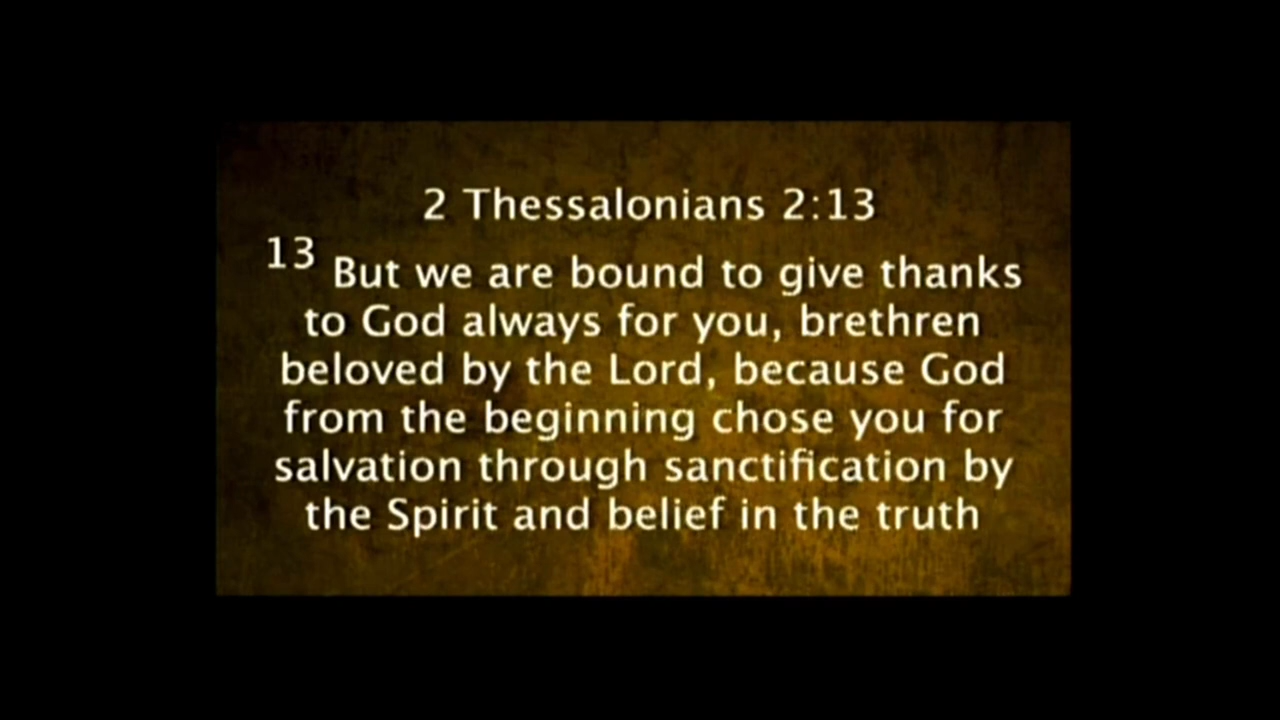 2 Thessalonians 2:13
13 But we are bound to give thanks
to God always for you, brethren
beloved by the Lord, because God
from the beginning chose you for
salvation through sanctification by
the Spirit and belief in the truth